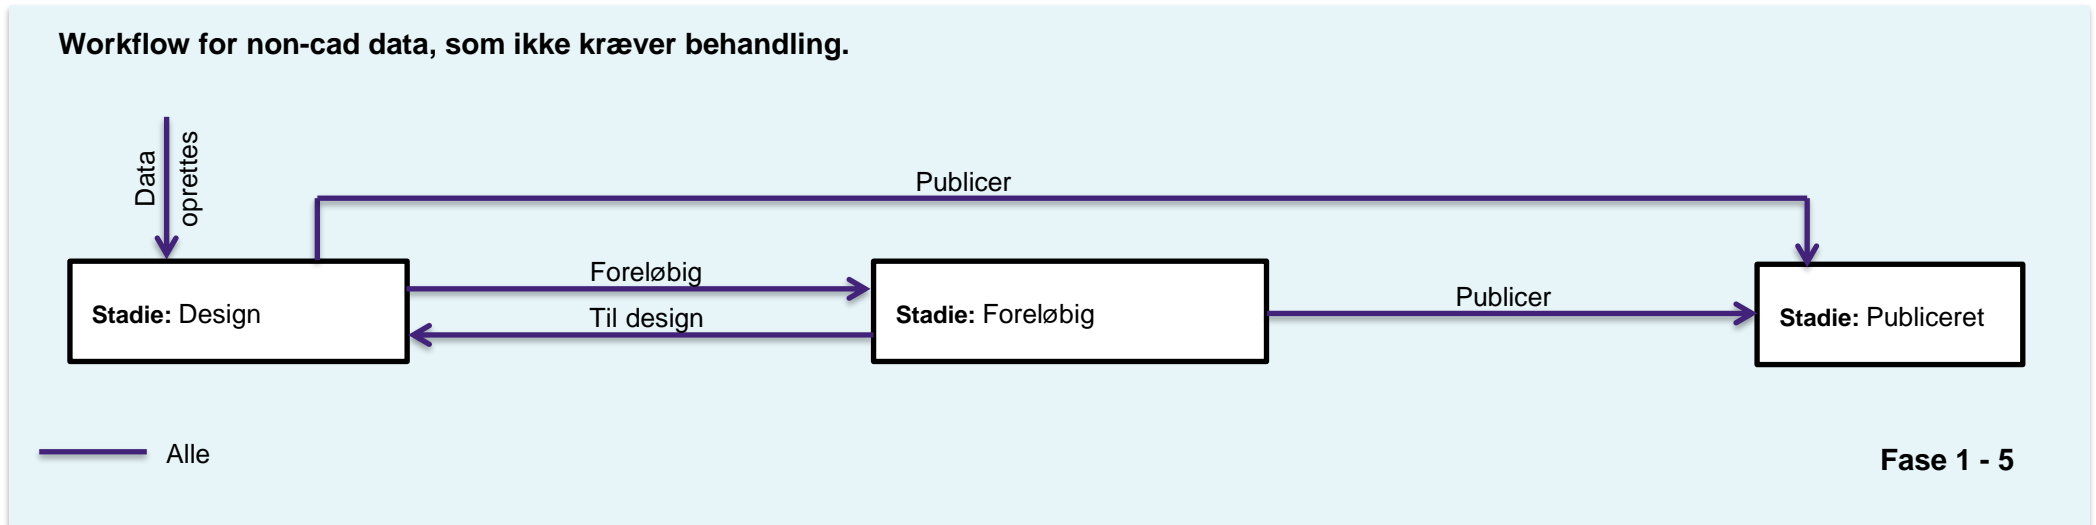 Workflow for non-cad data, som ikke kræver behandling.
Data
oprettes
Publicer
Foreløbig
Til design
Publicer
Stadie: Design
Stadie: Foreløbig
Stadie: Publiceret
Alle
Fase 1 - 5